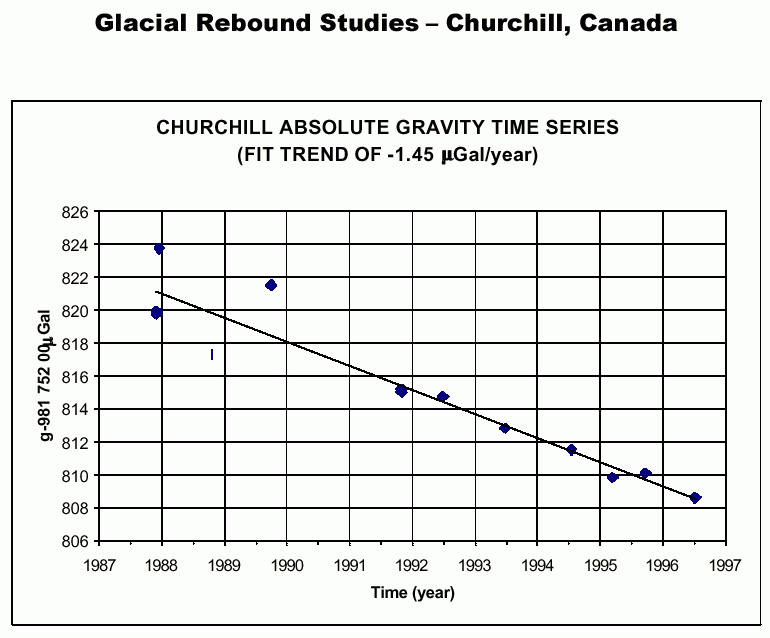 Glacial Rebound Studies – Churchill, Canada
CHURCHILL ABSOLUTE GRAVITY TIME SERIES
(FIT TREND OF -1.45 µGal/year)
826
824
822
820
818
816
814
812
810
808
806
g-981 752 00µGal
1987 1988 1989 1990 1991 1992 1993 1994 1995 1996 1997
Time (year)